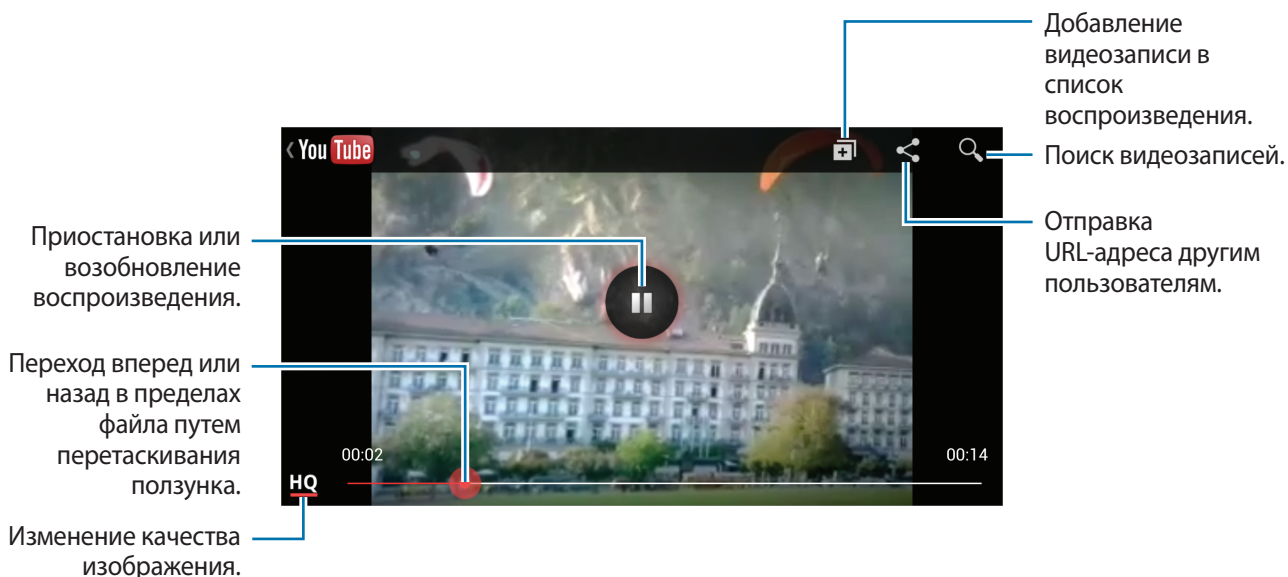 Добавление
видеозаписи в
список
воспроизведения.
You Tube
Поиск видеозаписей.
Отправка
URL-адреса другим
пользователям.
Приостановка или
возобновление
воспроизведения.
Переход вперед или
назад в пределах
файла путем
перетаскивания
ползунка.
00:02
00:14
HQ
Изменение качества
изображения.